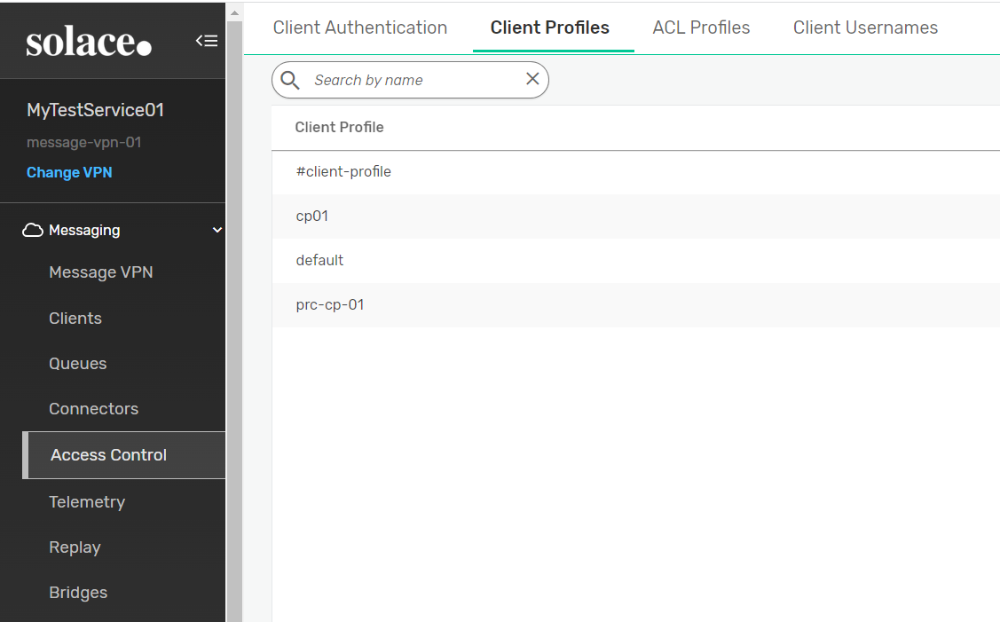 solace.
MyTestService01
message-vpn-01
Change VPN
Messaging
Message VPN
Clients
Queues
Connectors
Access Control
Telemetry
Replay
Bridges
Client Authentication Client Profiles ACL Profiles Client Usernames
Search by name
Client Profile
#client-profile
cp01
default
prc-cp-01